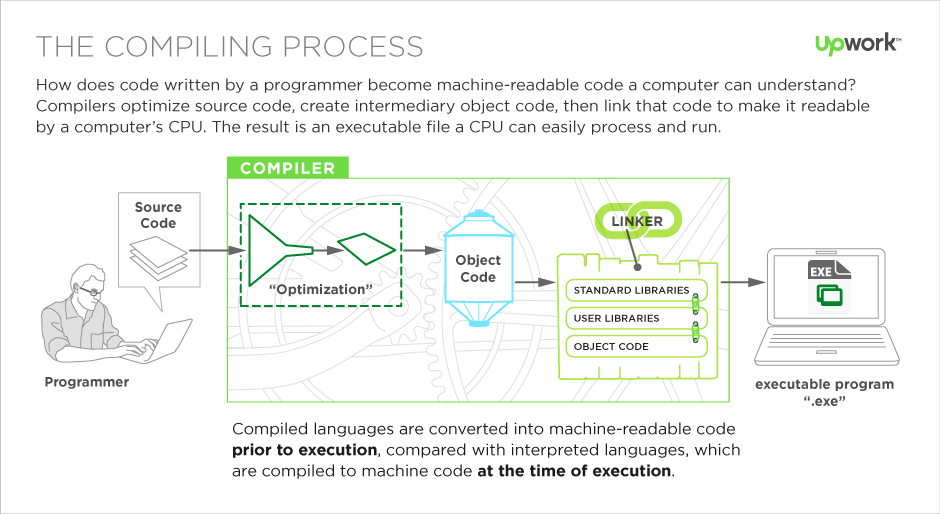 THE COMPILING PROCESS
Upwork™
How does code written by a programmer become machine-readable code a computer can understand?
Compilers optimize source code, create intermediary object code, then link that code to make it readable
by a computer's CPU. The result is an executable file a CPU can easily process and run.
COMPILER
Source
Code
"Optimization"
Object
Code
LINKER
STANDARD LIBRARIES
USER LIBRARIES
OBJECT CODE
EXE
Programmer
executable program
".exe"
Compiled languages are converted into machine-readable code
prior to execution, compared with interpreted languages, which
are compiled to machine code at the time of execution.